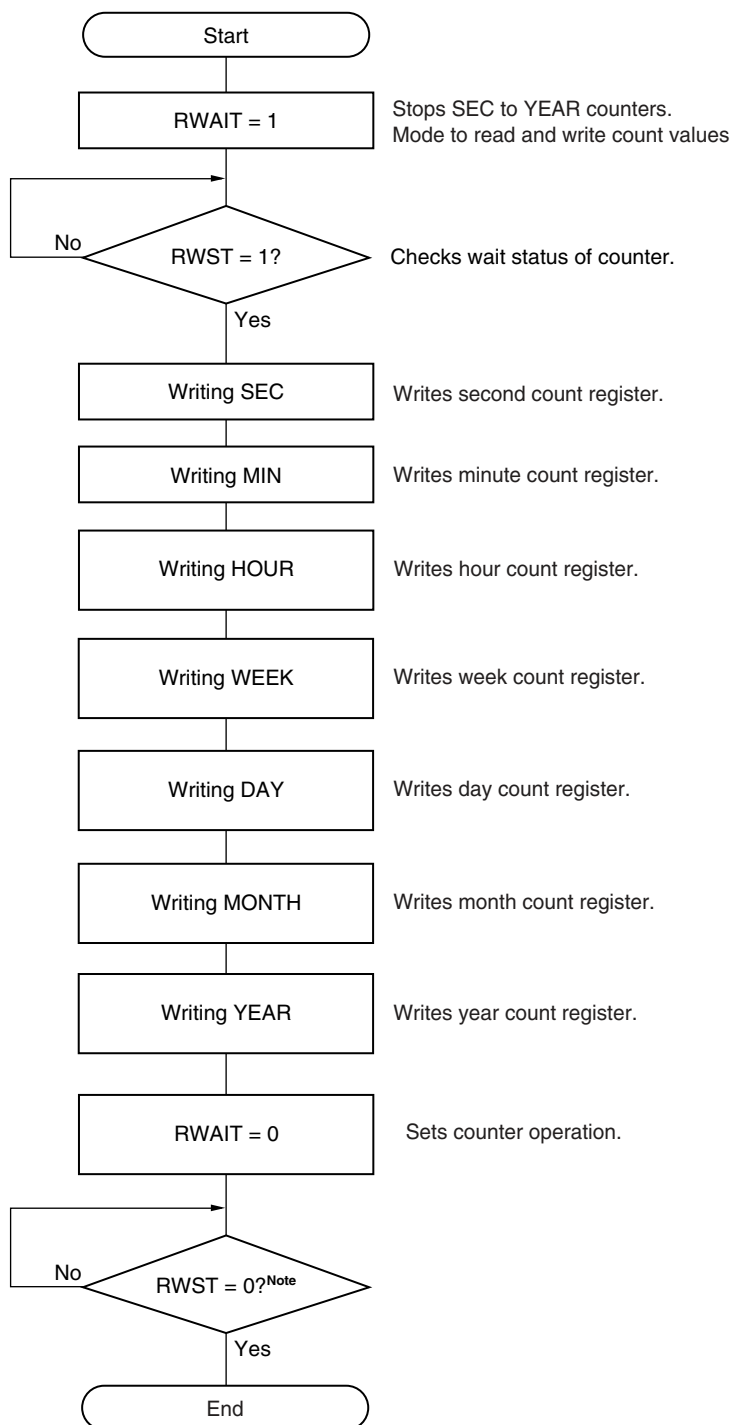 Start
RWAIT = 1
Stops SEC to YEAR counters.
Mode to read and write count values
No
RWST = 1?
Checks wait status of counter.
Yes
Writing SEC
Writes second count register.
Writing MIN
Writes minute count register.
Writing HOUR
Writes hour count register.
Writing WEEK
Writes week count register.
Writing DAY
Writes day count register.
Writing MONTH
Writes month count register.
Writing YEAR
Writes year count register.
RWAIT = 0
Sets counter operation.
No
RWST = 0?Note
Yes
End